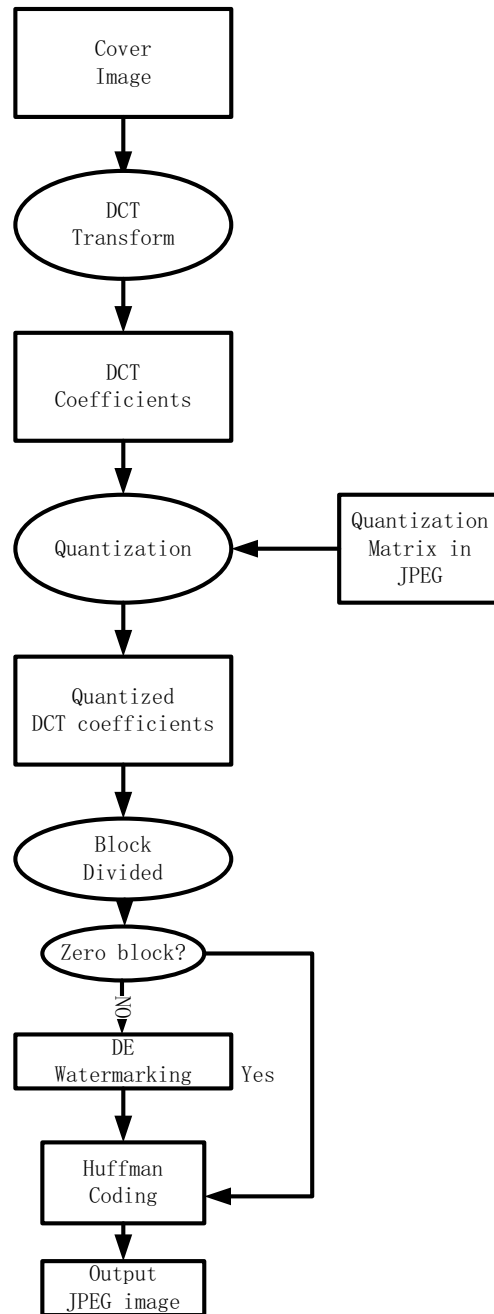 Cover
Image
DCT
Transform
DCT
Coefficients
Quantization
Quantization
Matrix in
JPEG
Quantized
DCT coefficients
Block
Divided
Zero block?
NO
DE
Watermarking
Yes
Huffman
Coding
Output
JPEG image